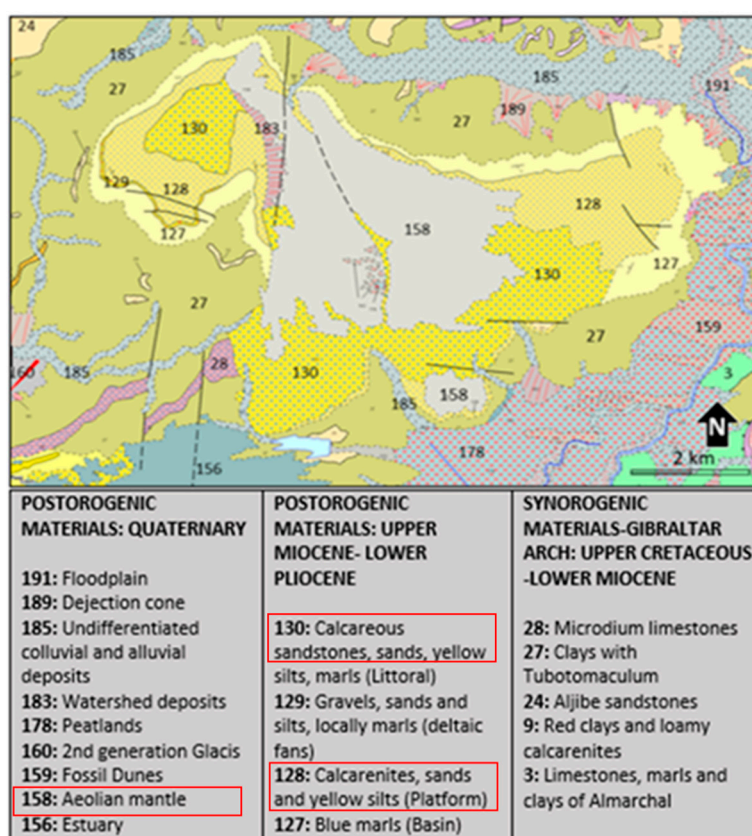 24
185
27
130
183
185
189
191
27
129
128
127
158
128
127
130
27
27
159
3
160
185
28
130
158
185
178
156
N
2 km
POSTOROGENIC
MATERIALS: QUATERNARY
191: Floodplain
189: Dejection cone
185: Undifferentiated
colluvial and alluvial
deposits
183: Watershed deposits
178: Peatlands
160: 2nd generation Glacis
159: Fossil Dunes
158: Aeolian mantle
156: Estuary
POSTOROGENIC
MATERIALS: UPPER
MIOCENE- LOWER
PLIOCENE
130: Calcareous
sandstones, sands, yellow
silts, marls (Littoral)
129: Gravels, sands and
silts, locally marls (deltaic
fans)
128: Calcarenites, sands
and yellow silts (Platform)
127: Blue marls (Basin)
SYNOROGENIC
MATERIALS-GIBRALTAR
ARCH: UPPER CRETACEOUS
-LOWER MIOCENE
28: Microdium limestones
27: Clays with
Tubotomaculum
24: Aljibe sandstones
9: Red clays and loamy
calcarenites
3: Limestones, marls and
clays of Almarchal